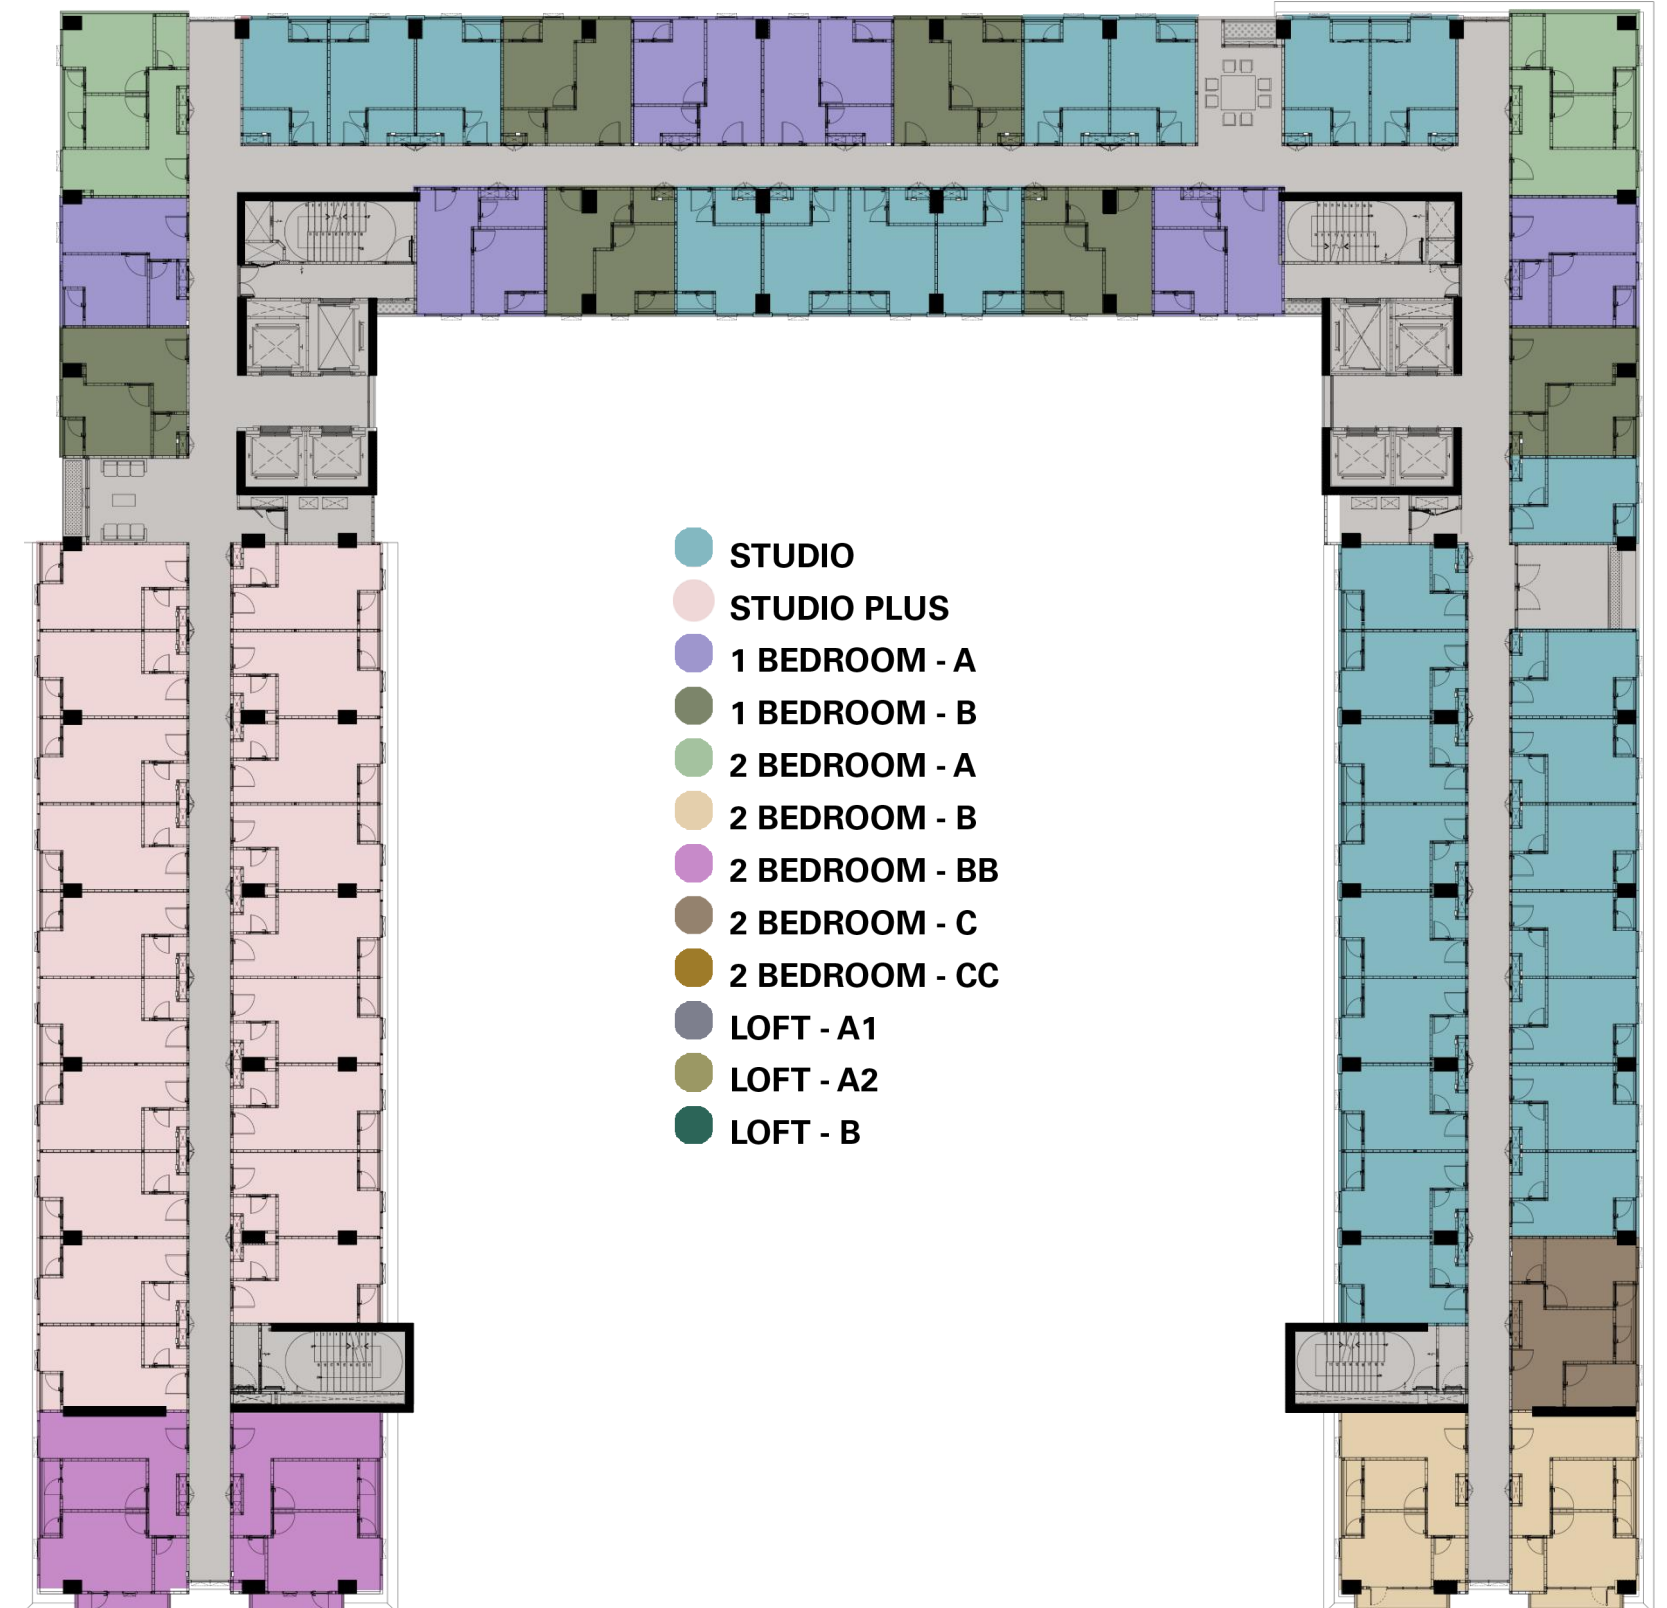 STUDIO
STUDIO PLUS
1 BEDROOM - A
1 BEDROOM - B
2 BEDROOM - A
2 BEDROOM - B
2 BEDROOM - BB
2 BEDROOM - C
2 BEDROOM - CC
LOFT - A1
LOFT - A2
LOFT - B